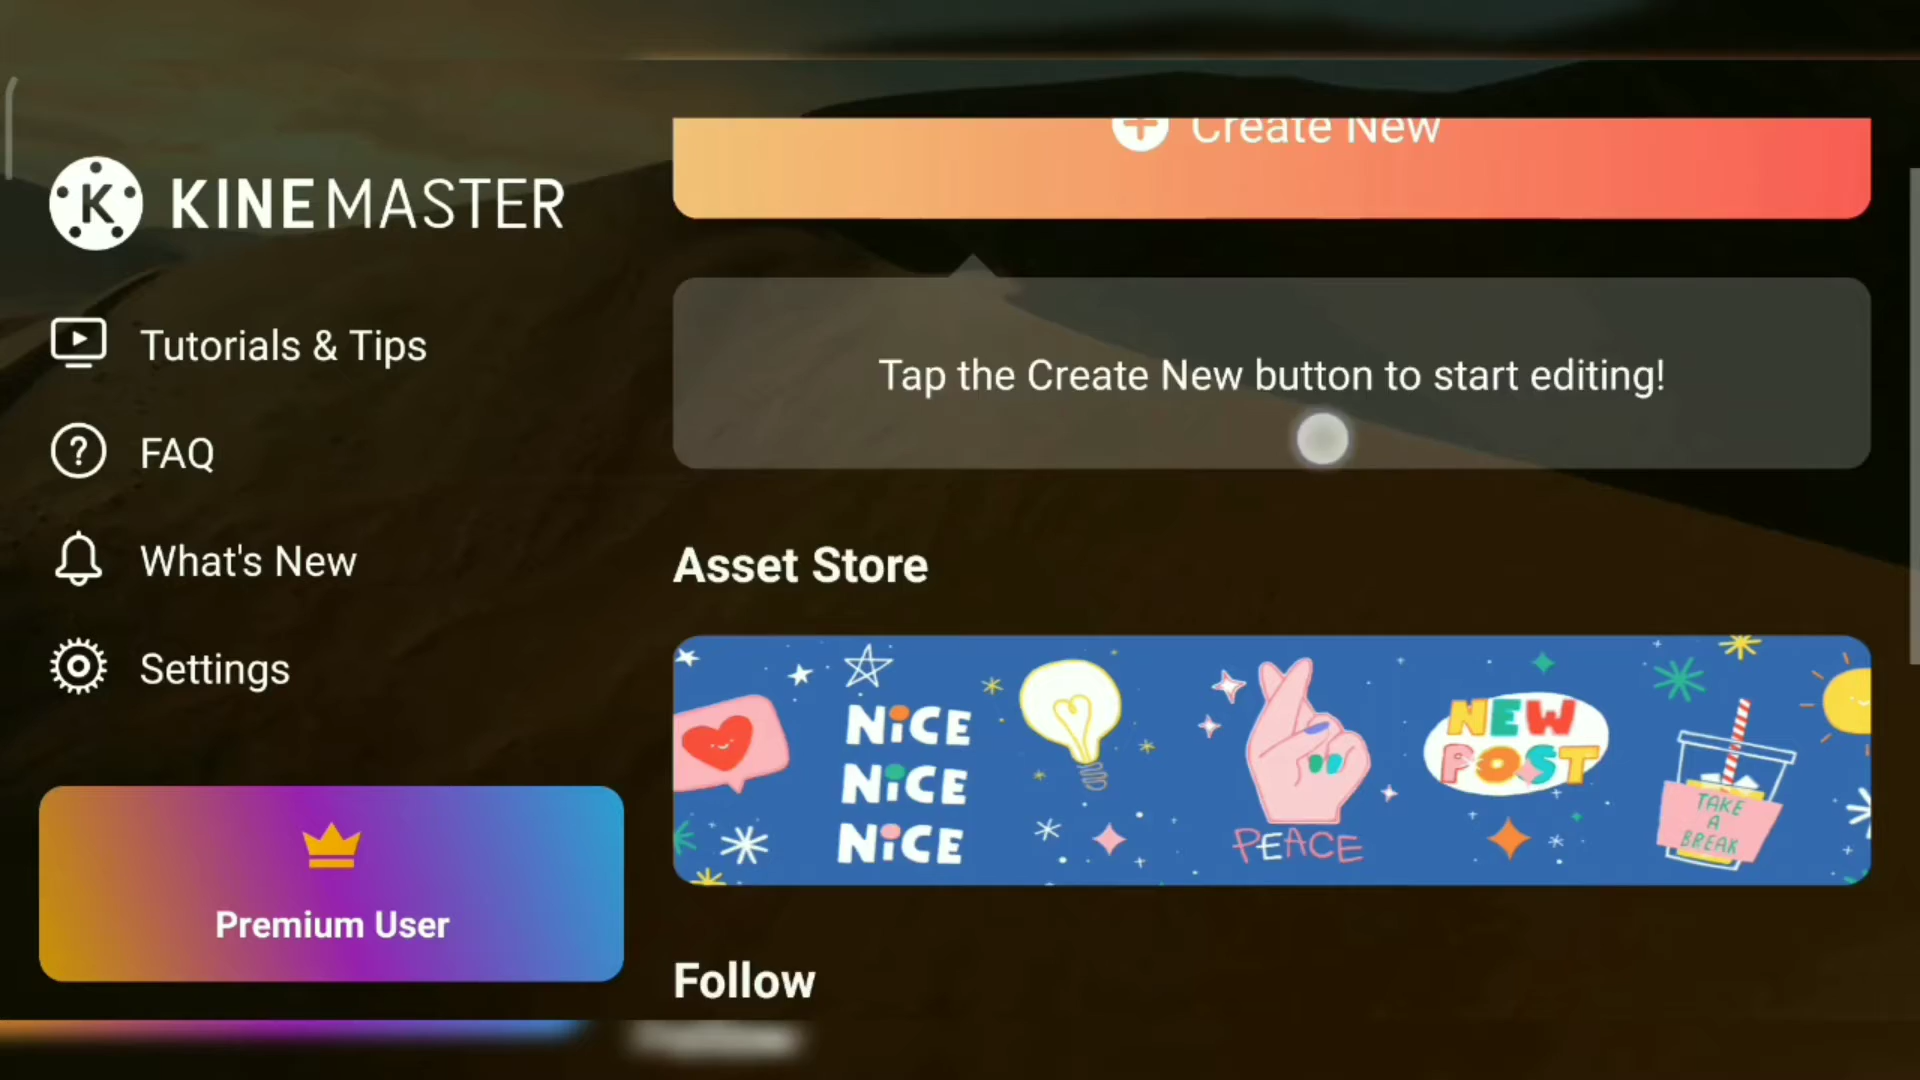 KINEMASTER
Tutorials & Tips
FAQ
What's New
Settings
Premium User
Create New
Tap the Create New button to start editing!
Asset Store
NiCE
NiCE
NiCE
PEACE
NEW
POST
TAKE
A
BREAK
Follow